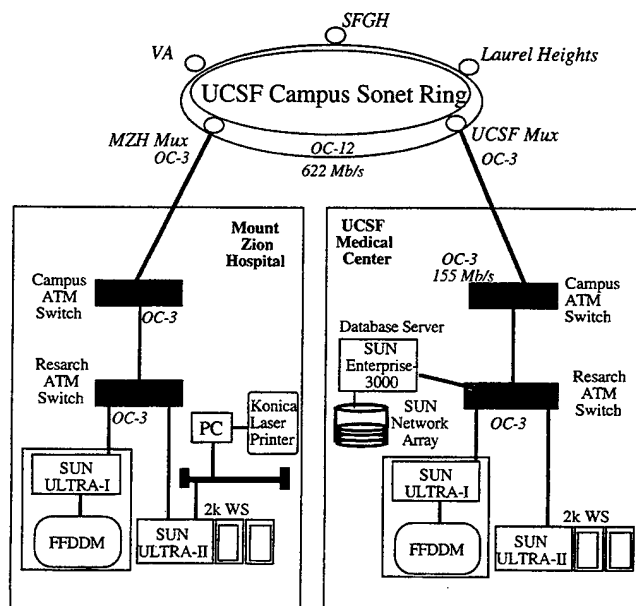 SFGH
VA
Laurel Heights
UCSF Campus Sonet Ring
MZH Mux
OC-3
OC-12
622 Mb/s
UCSF Mux
OC-3
Mount
Zion
Hospital
Campus
ATM
Switch
OC-3
Resarch
ATM
Switch
OC-3
PC
Konica
Laser
Printer
SUN
ULTRA-I
FFDDM
2k WS
SUN
ULTRA-II
UCSF
Medical
Center
OC-3
155 Mb/s
Campus
ATM
Switch
Database Server
SUN
Enterprise-
3000
SUN
Network
Array
Resarch
ATM
Switch
OC-3
SUN
ULTRA-I
FFDDM
2k WS
SUN
ULTRA-II